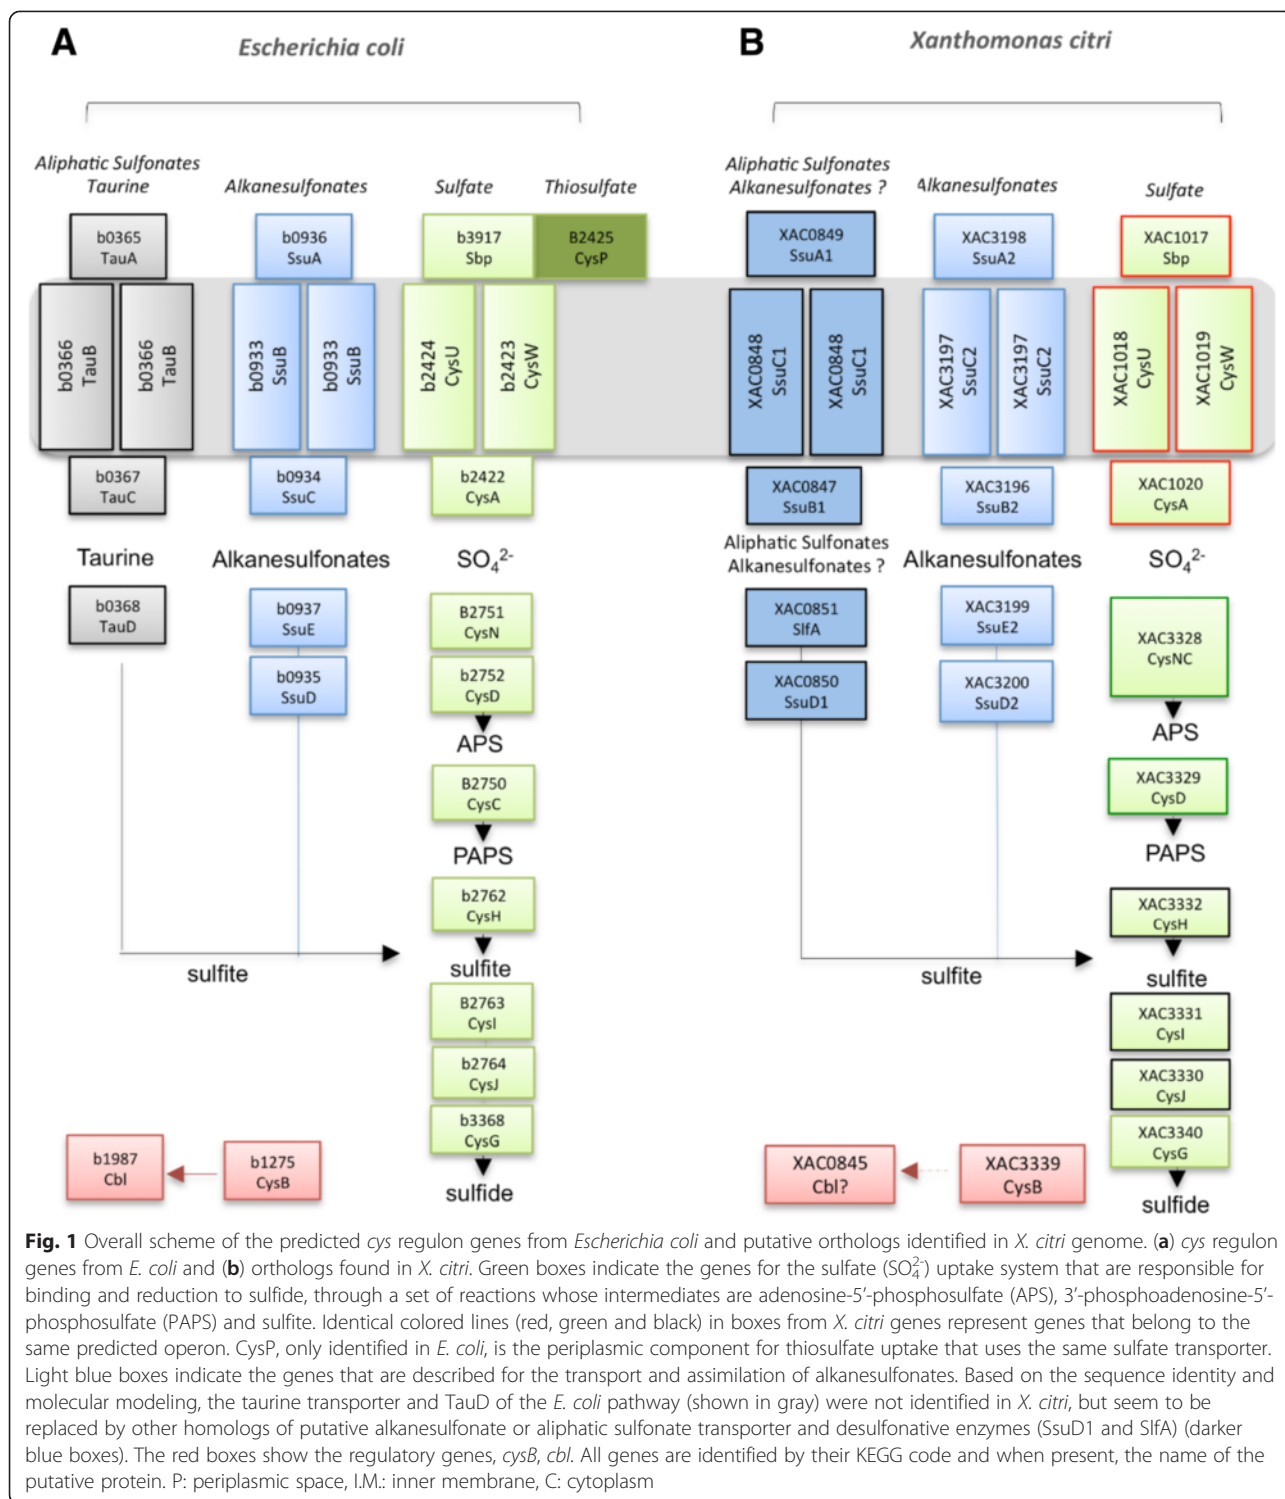 A
Escherichia coli
Aliphatic Sulfonates
Taurine
Alkanesulfonates
Sulfate
Thiosulfate
b0365
TauA
b0936
SsuA
b3917
Sbp
B2425
CysP
b0366
TauB
b0366
TauB
b0933
SsuB
b0933
SsuB
b2424
CysU
b2423
CysW
b0367
TauC
b0934
SsuC
b2422
CysA
Taurine
Alkanesulfonates
SO₄²⁻
b0368
TauD
b0937
SsuE
b0935
SsuD
B2751
CysN
b2752
CysD
APS
B2750
CysC
PAPS
b2762
CysH
sulfite
sulfite
B2763
CysI
b2764
CysJ
b3368
CysG
sulfide
b1987
Cbl
b1275
CysB
B
Xanthomonas citri
Aliphatic Sulfonates
Alkanesulfonates ?
Alkanesulfonates
Sulfate
XAC0849
SsuA1
XAC3198
SsuA2
XAC1017
Sbp
XAC0848
SsuC1
XAC0848
SsuC1
XAC3197
SsuC2
XAC3197
SsuC2
XAC1018
CysU
XAC1019
CysW
XAC0847
SsuB1
XAC3196
SsuB2
XAC1020
CysA
Aliphatic Sulfonates
Alkanesulfonates ?
Alkanesulfonates
SO₄²⁻
XAC0851
SlfA
XAC0850
SsuD1
XAC3199
SsuE2
XAC3200
SsuD2
XAC3328
CysNC
APS
XAC3329
CysD
PAPS
XAC3332
CysH
sulfite
sulfite
XAC3331
CysI
XAC3330
CysJ
XAC3340
CysG
sulfide
XAC0845
Cbl?
XAC3339
CysB
Fig. 1 Overall scheme of the predicted cys regulon genes from Escherichia coli and putative orthologs identified in X. citri genome. (a) cys regulon
genes from E. coli and (b) orthologs found in X. citri. Green boxes indicate the genes for the sulfate (SO₄²⁻) uptake system that are responsible for
binding and reduction to sulfide, through a set of reactions whose intermediates are adenosine-5'-phosphosulfate (APS), 3'-phosphoadenosine-5'-
phosphosulfate (PAPS) and sulfite. Identical colored lines (red, green and black) in boxes from X. citri genes represent genes that belong to the
same predicted operon. CysP, only identified in E. coli, is the periplasmic component for thiosulfate uptake that uses the same sulfate transporter.
Light blue boxes indicate the genes that are described for the transport and assimilation of alkanesulfonates. Based on the sequence identity and
molecular modeling, the taurine transporter and TauD of the E. coli pathway (shown in gray) were not identified in X. citri, but seem to be
replaced by other homologs of putative alkanesulfonate or aliphatic sulfonate transporter and desulfonative enzymes (SsuD1 and SlfA) (darker
blue boxes). The red boxes show the regulatory genes, cysB, cbl. All genes are identified by their KEGG code and when present, the name of the
putative protein. P: periplasmic space, I.M.: inner membrane, C: cytoplasm